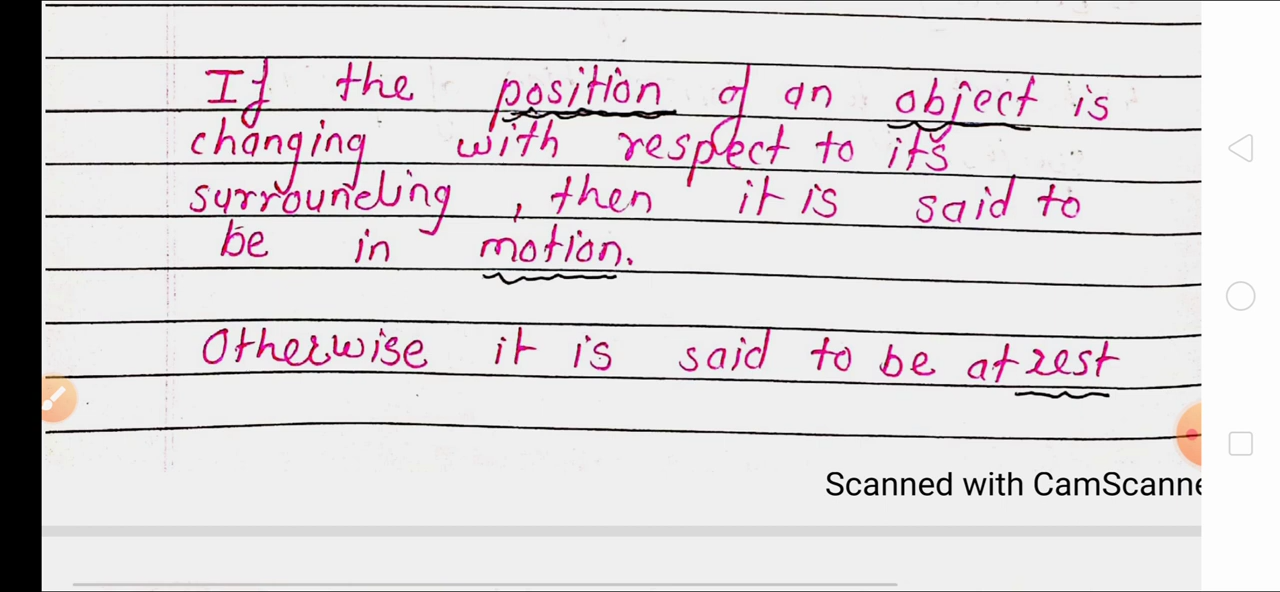 If the position of an object is
changing with respect to its
surrounding , then it is said to
be in motion.
Otherwise it is said to be at rest
Scanned with CamScanne